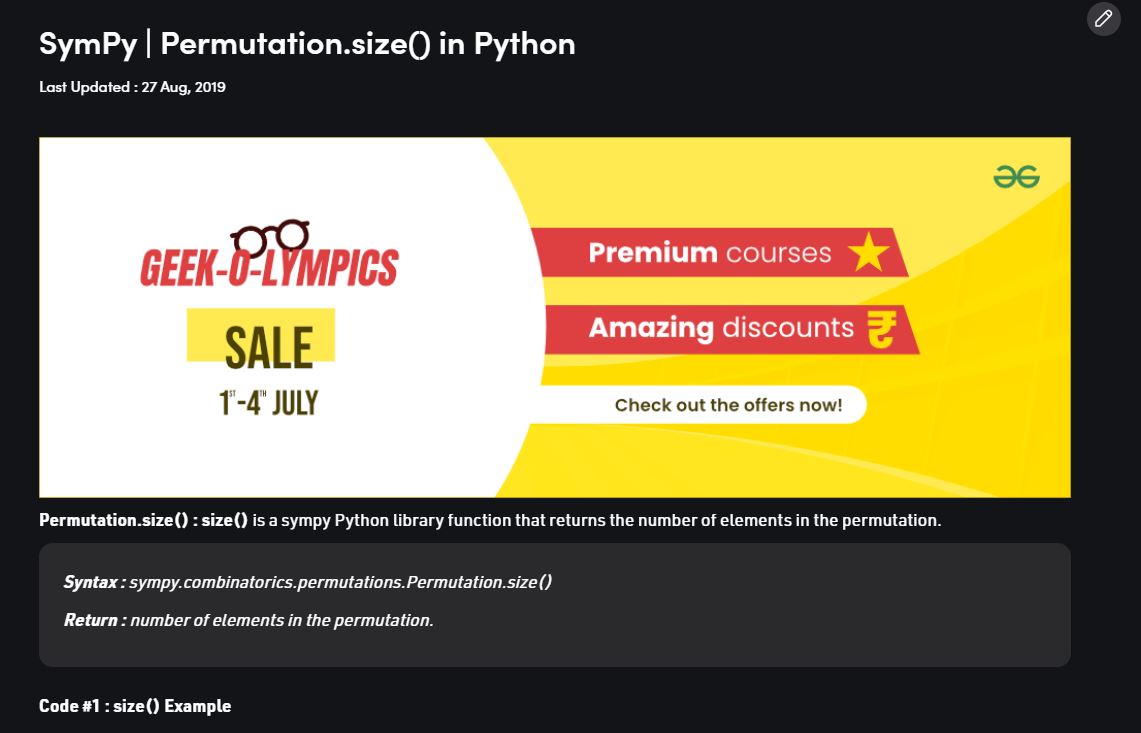 SymPy | Permutation.size() in Python
Last Updated : 27 Aug, 2019
GEEK-O-LYMPICS
SALE
1ST-4TH JULY
Premium courses
Amazing discounts
Check out the offers now!
Permutation.size() : size() is a sympy Python library function that returns the number of elements in the permutation.
Syntax : sympy.combinatorics.permutations.Permutation.size()
Return : number of elements in the permutation.
Code #1 : size() Example